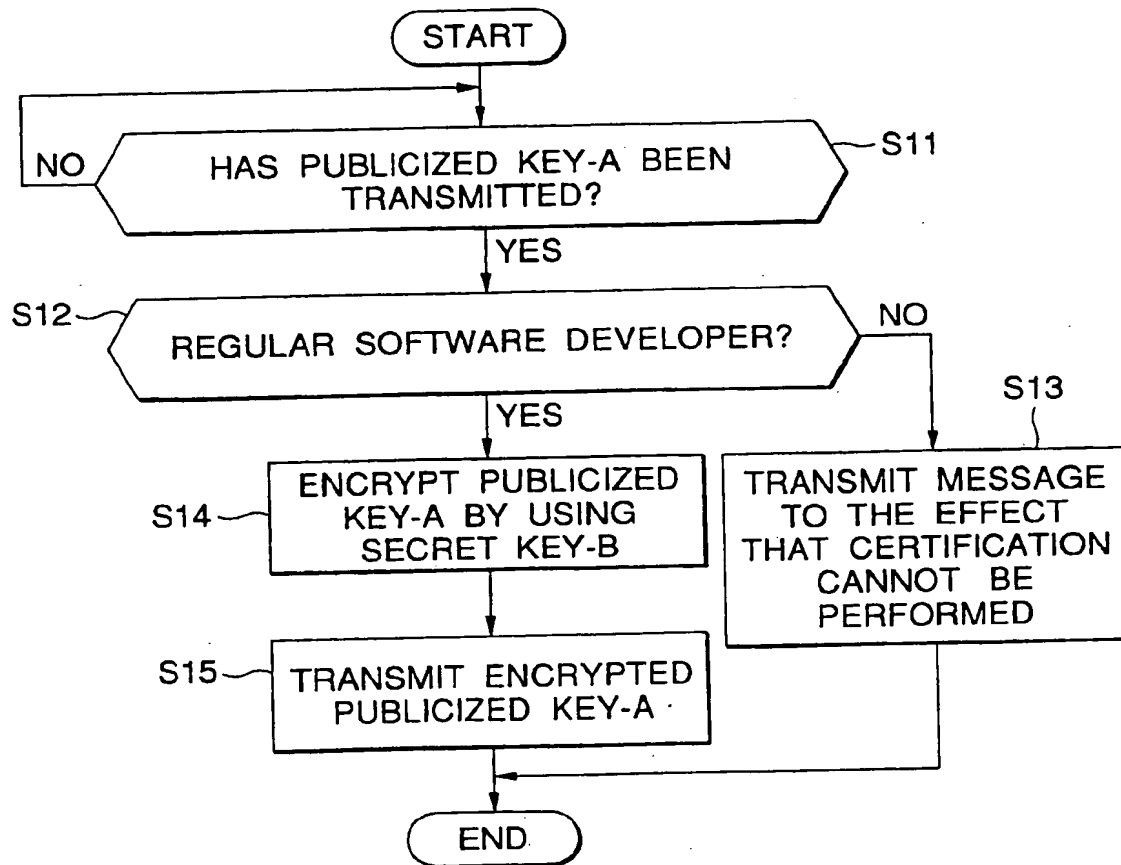 START
NO
HAS PUBLICIZED KEY-A BEEN
TRANSMITTED?
S11
YES
S12
REGULAR SOFTWARE DEVELOPER?
NO
YES
S13
S14
ENCRYPT PUBLICIZED
KEY-A BY USING
SECRET KEY-B
TRANSMIT MESSAGE
TO THE EFFECT
THAT CERTIFICATION
CANNOT BE
PERFORMED
S15
TRANSMIT ENCRYPTED
PUBLICIZED KEY-A
END